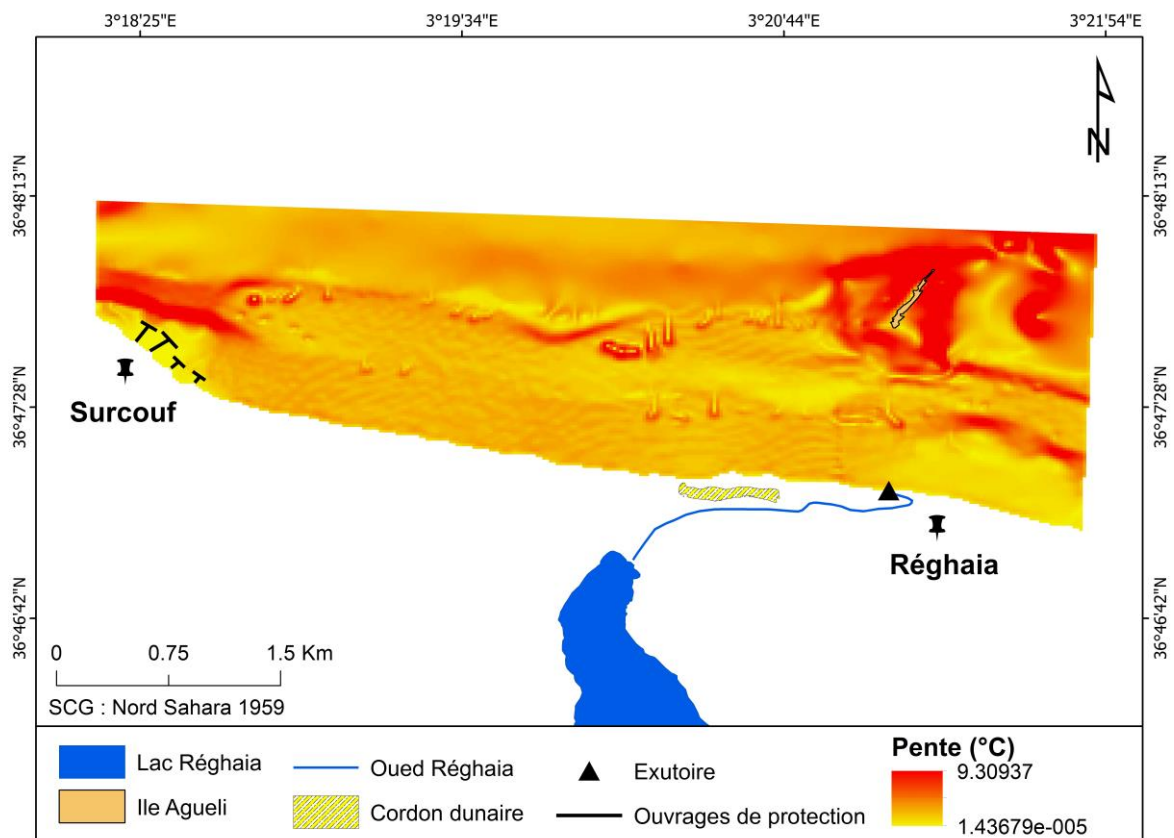 3°18'25"E
3°19'34"E
3°20'44"E
3°21'54"E
36°48'13"N
36°48'13"N
N
36°47'28"N
36°47'28"N
Surcouf
Réghaia
36°46'42"N
36°46'42"N
0 0.75 1.5 Km
SCG : Nord Sahara 1959
Lac Réghaia
Oued Réghaia
Exutoire
Ile Agueli
Cordon dunaire
Ouvrages de protection
Pente (°C)
9.30937
1.43679e-005